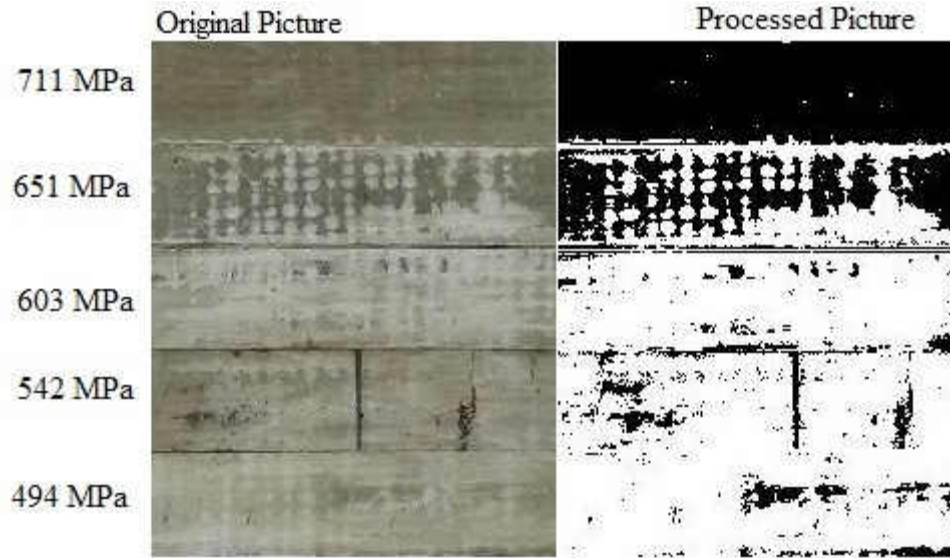 Original Picture
Processed Picture
711 MPa
651 MPa
603 MPa
542 MPa
494 MPa